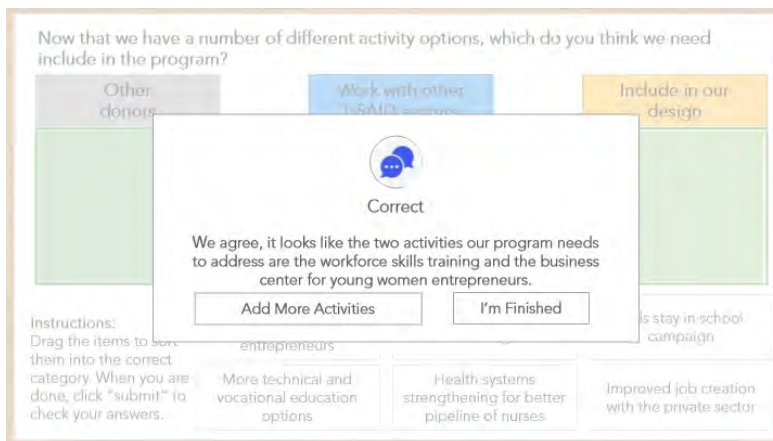 Now that we have a number of different activity options, which do you think we need
include in the program?
Other
donors
Work with other
Include in our
design
Correct
We agree, it looks like the two activities our program needs
to address are the workforce skills training and the business
center for young women entrepreneurs.
Add More Activities
I'm Finished
Instructions:
Drag the items to sort
them into the correct
category. When you are
done, click "submit" to
check your answers.
entrepreneurs
stay in-school
campaign
More technical and
vocational education
options
Health systems
strengthening for better
pipeline of nurses
Improved job creation
with the private sector